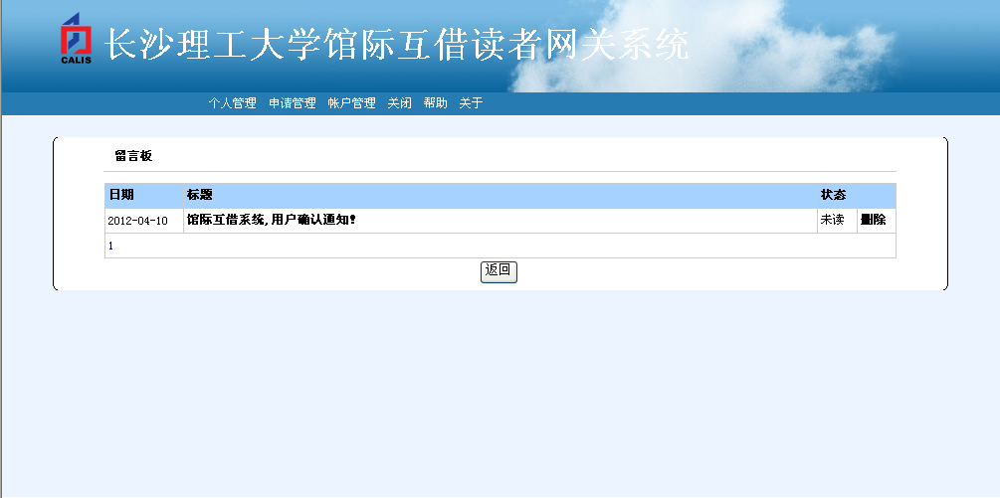 CALIS
长沙理工大学馆际互借读者网关系统
个人管理 申请管理 帐户管理 关闭 帮助 关于
留言板
日期 标题 状态
2012-04-10 馆际互借系统,用户确认通知! 未读 删除
1
返回